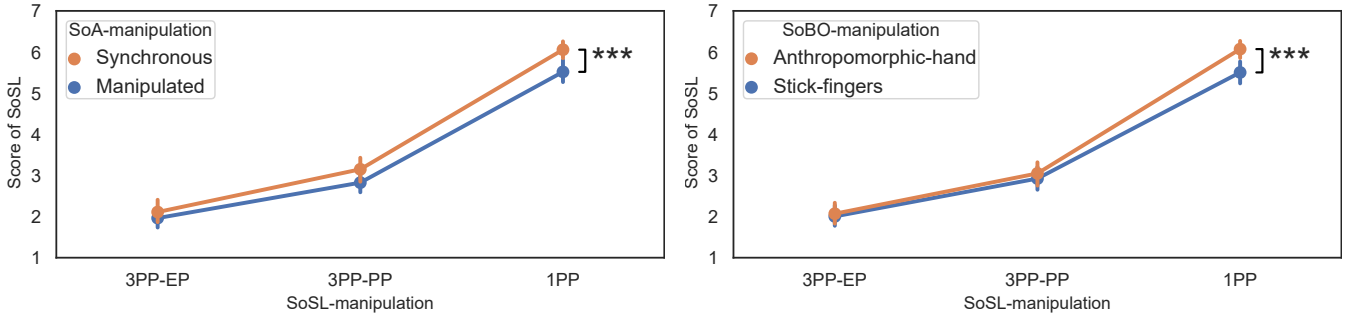 SoA-manipulation
Synchronous
Manipulated
***
Score of SoSL
7
6
5
4
3
2
1
3PP-EP 3PP-PP 1PP
SoSL-manipulation
SoBO-manipulation
Anthropomorphic-hand
Stick-fingers
***
Score of SoSL
7
6
5
4
3
2
1
3PP-EP 3PP-PP 1PP
SoSL-manipulation